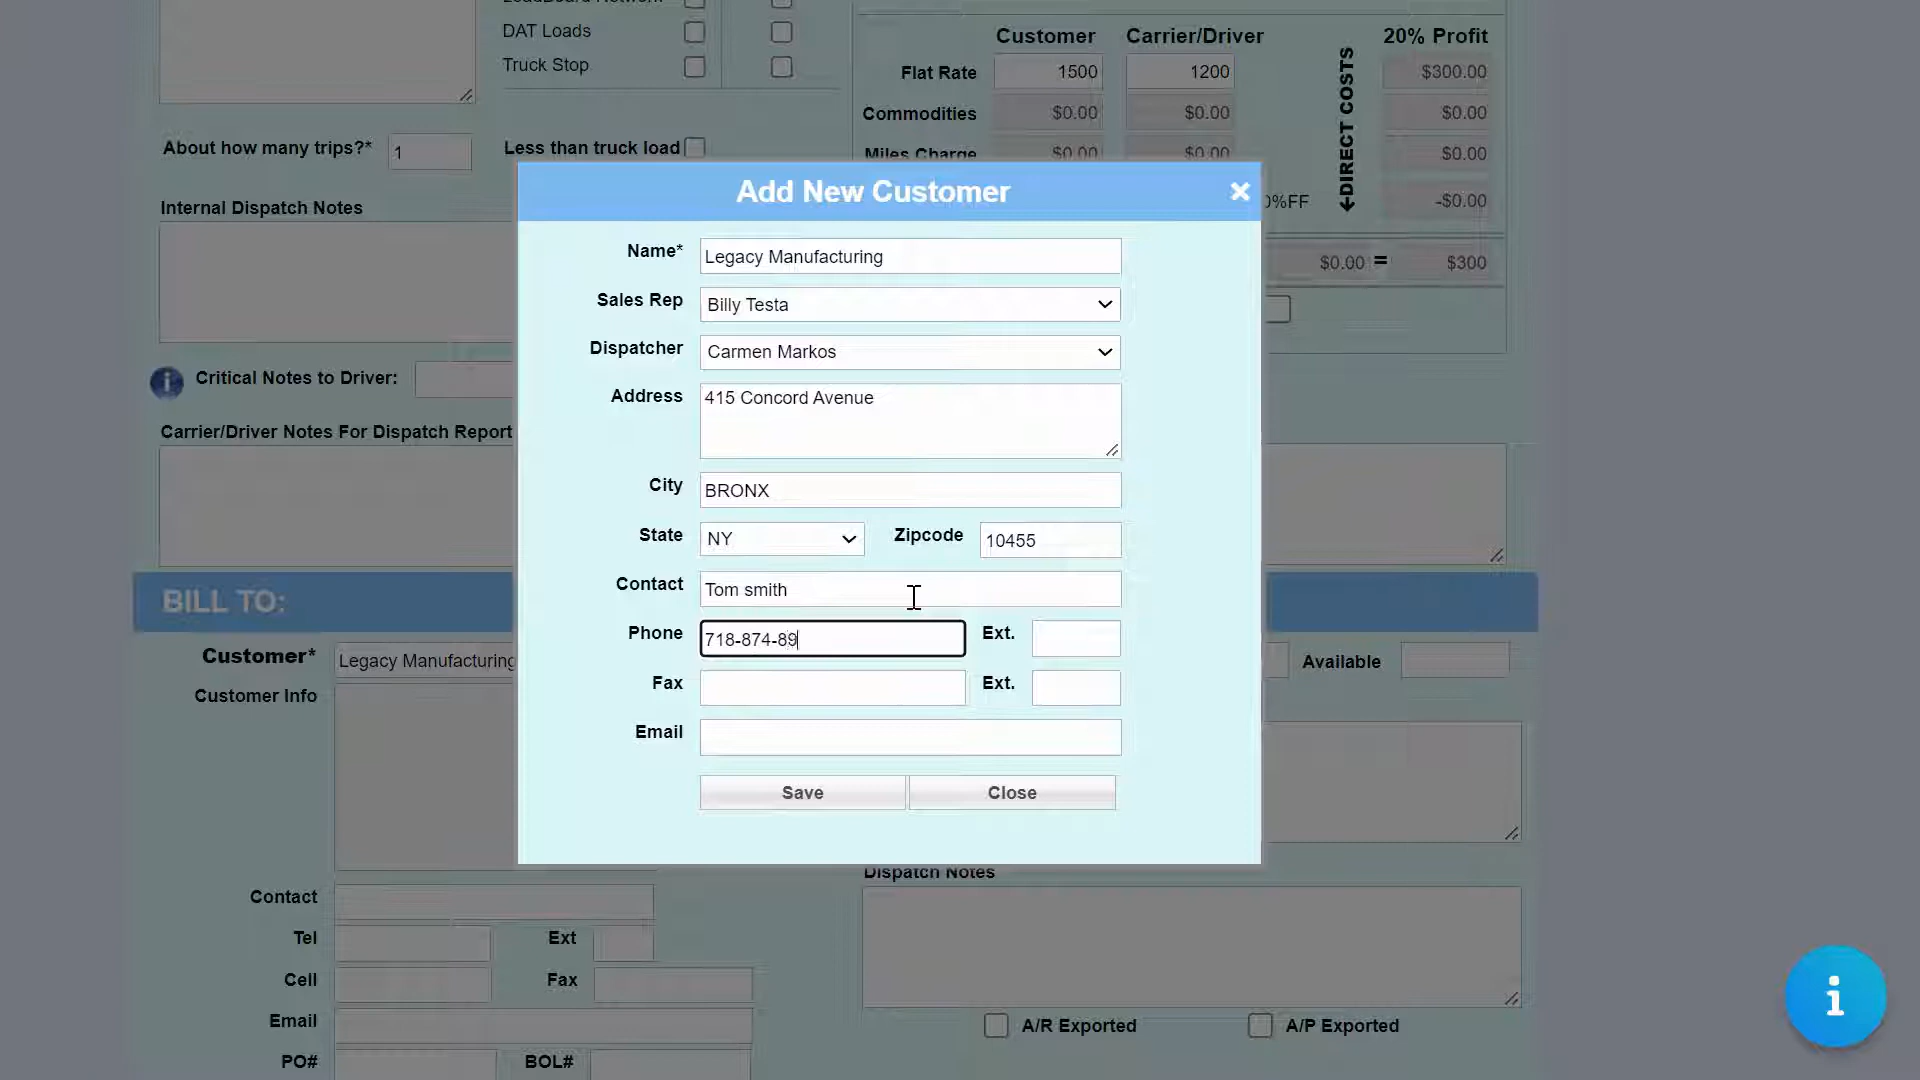 DAT Loads
Truck Stop
Customer Carrier/Driver 20% Profit
Flat Rate 1500 1200 $300.00
Commodities $0.00 $0.00 $0.00
Miles Charge $0.00 $0.00 $0.00
DIRECT COSTS
About how many trips?* 1 Less than truck load
0%FF -$0.00
$0.00 = $300
Internal Dispatch Notes
Critical Notes to Driver:
Carrier/Driver Notes For Dispatch Report
Add New Customer
Name* Legacy Manufacturing
Sales Rep Billy Testa
Dispatcher Carmen Markos
Address 415 Concord Avenue
City BRONX
State NY Zipcode 10455
Contact Tom smith
Phone 718-874-89 Ext.
Fax Ext.
Email
Save Close
BILL TO:
Customer* Legacy Manufacturing Available
Customer Info
Dispatch Notes
Contact
Tel Ext
Cell Fax
Email
PO# BOL#
A/R Exported A/P Exported